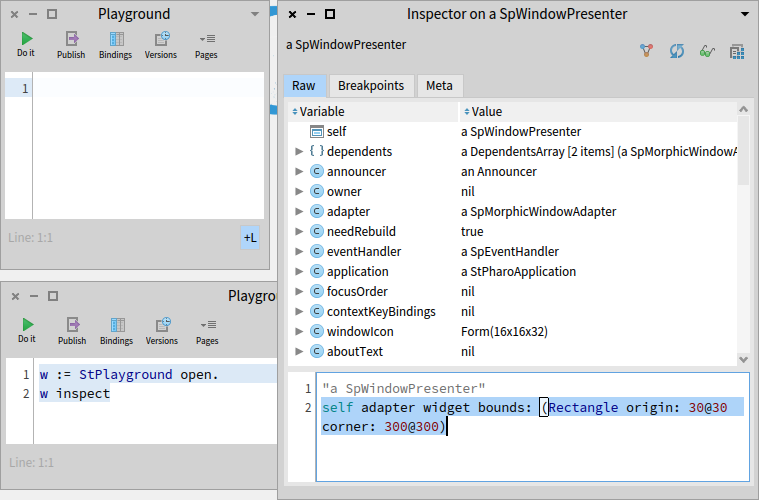 Playground
Do it
Publish
Bindings
Versions
Pages
1
Line: 1:1
+L
Playgroun
Do it
Publish
Bindings
Versions
Pages
1 w := StPlayground open.
2 w inspect
Line: 1:1
Inspector on a SpWindowPresenter
a SpWindowPresenter
Raw
Breakpoints
Meta
Variable Value
self a SpWindowPresenter
{ } dependents a DependentsArray [2 items] (a SpMorphicWindowA
C announcer an Announcer
C owner nil
C adapter a SpMorphicWindowAdapter
C needRebuild true
C eventHandler a SpEventHandler
C application a StPharoApplication
C focusOrder nil
C contextKeyBindings nil
C windowIcon Form(16x16x32)
C aboutText nil
1 "a SpWindowPresenter"
2 self adapter widget bounds: (Rectangle origin: 30@30
corner: 300@300)